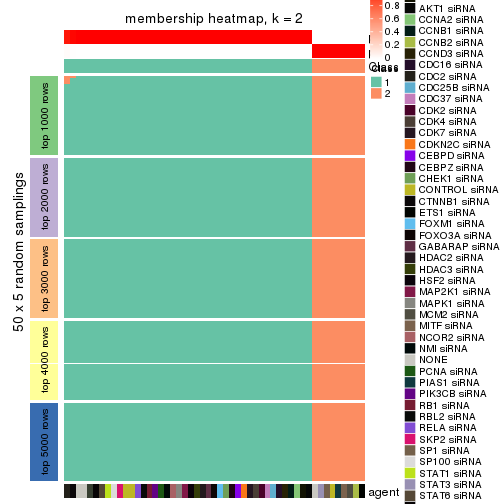 membership heatmap, k = 2
50 x 5 random samplings
top 1000 rows
top 2000 rows
top 3000 rows
top 4000 rows
top 5000 rows
agent
0.8
0.6
0.4
0.2
0
Class
1
2
AKT1 siRNA
CCNA2 siRNA
CCNB1 siRNA
CCNB2 siRNA
CCND3 siRNA
CDC16 siRNA
CDC2 siRNA
CDC25B siRNA
CDC37 siRNA
CDK2 siRNA
CDK4 siRNA
CDK7 siRNA
CDKN2C siRNA
CEBPD siRNA
CEBPZ siRNA
CHEK1 siRNA
CONTROL siRNA
CTNNB1 siRNA
ETS1 siRNA
FOXM1 siRNA
FOXO3A siRNA
GABARAP siRNA
HDAC2 siRNA
HDAC3 siRNA
HSF2 siRNA
MAP2K1 siRNA
MAPK1 siRNA
MCM2 siRNA
MITF siRNA
NCOR2 siRNA
NMI siRNA
NONE
PCNA siRNA
PIAS1 siRNA
PIK3CB siRNA
RB1 siRNA
RBL2 siRNA
RELA siRNA
SKP2 siRNA
SP1 siRNA
SP100 siRNA
STAT1 siRNA
STAT3 siRNA
STAT6 siRNA